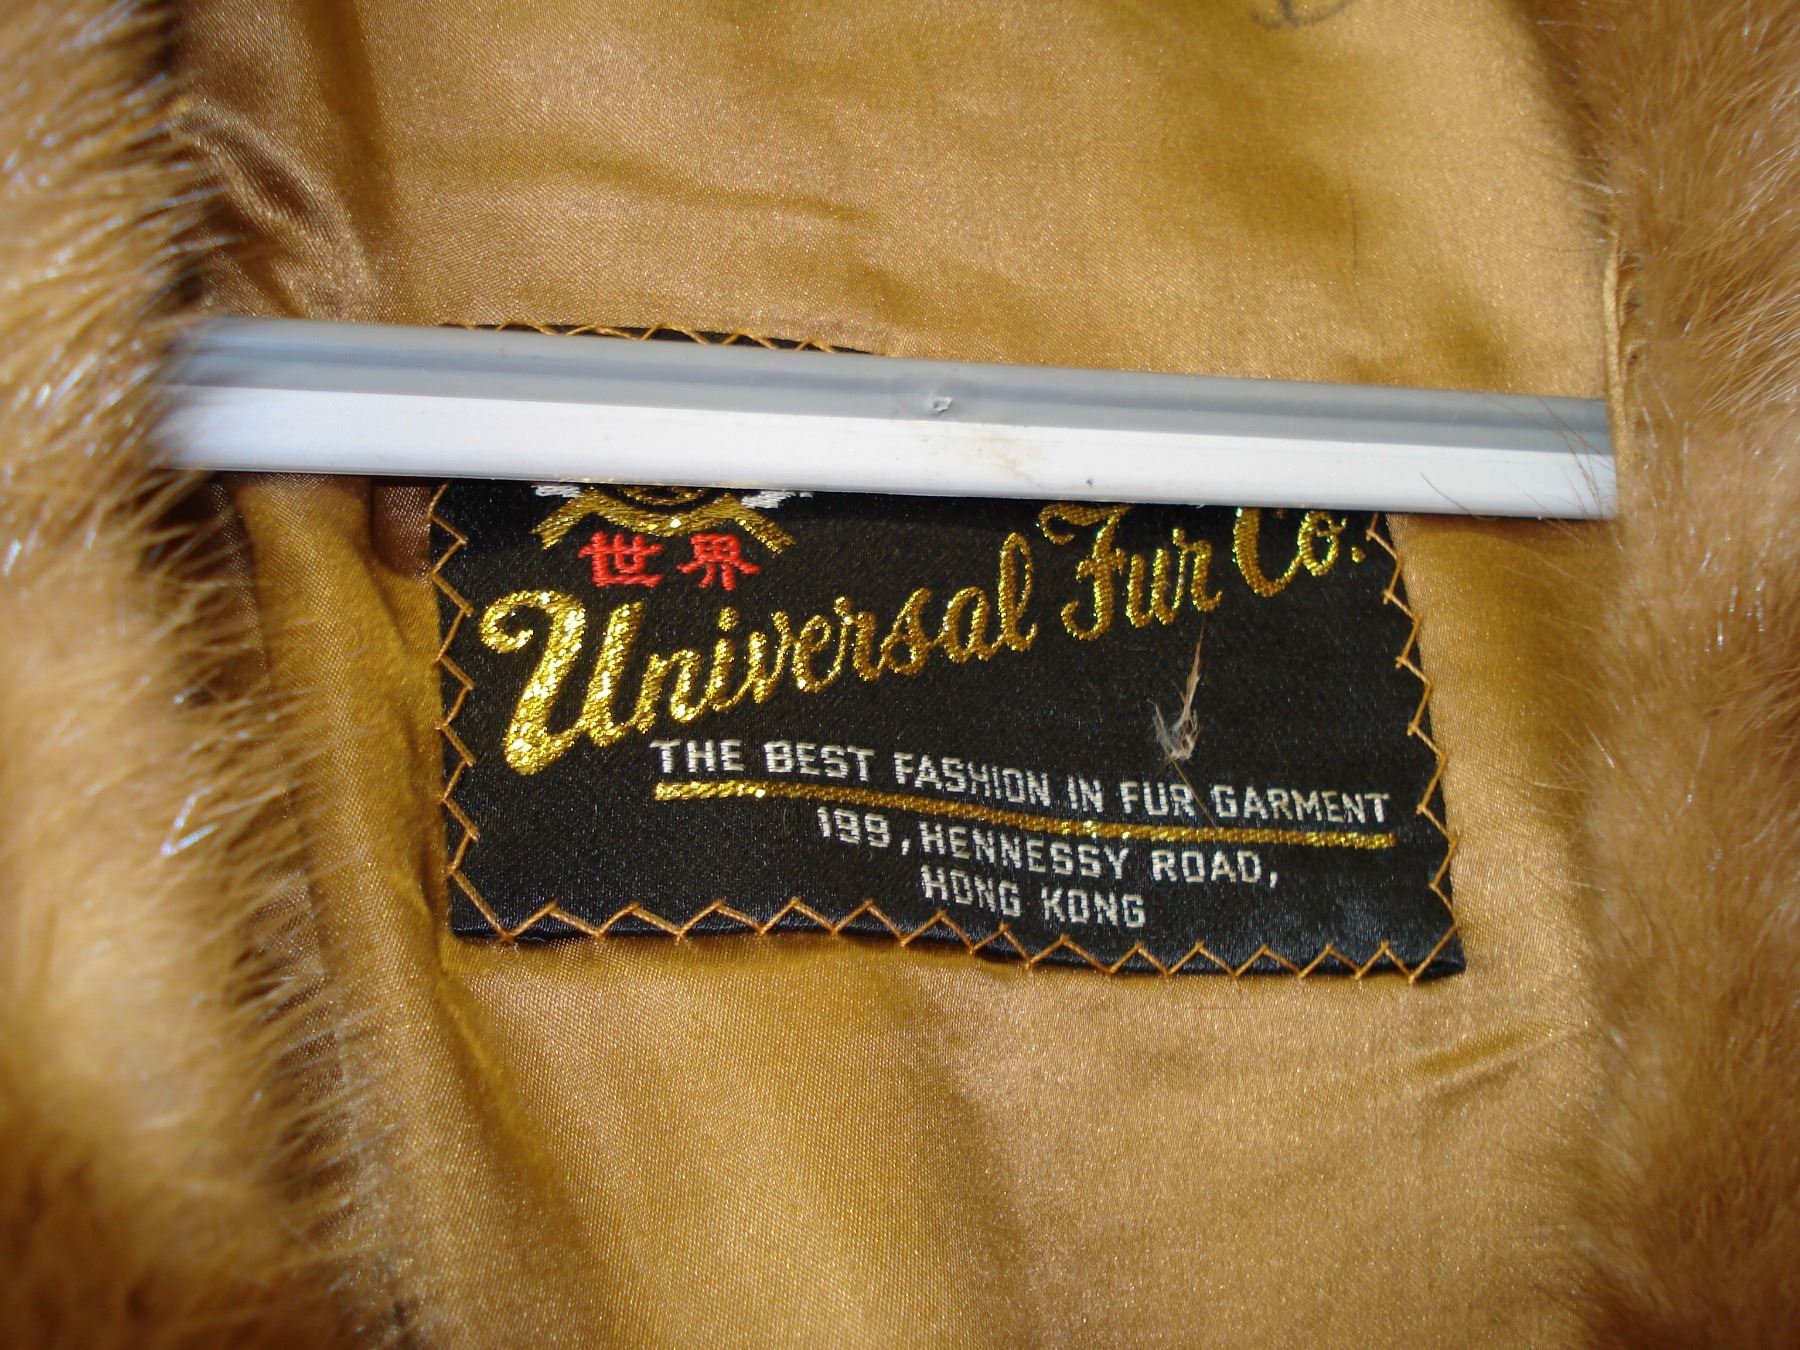 世界
Universal Fur Co.
THE BEST FASHION IN FUR GARMENT
199, HENNESSY ROAD,
HONG KONG